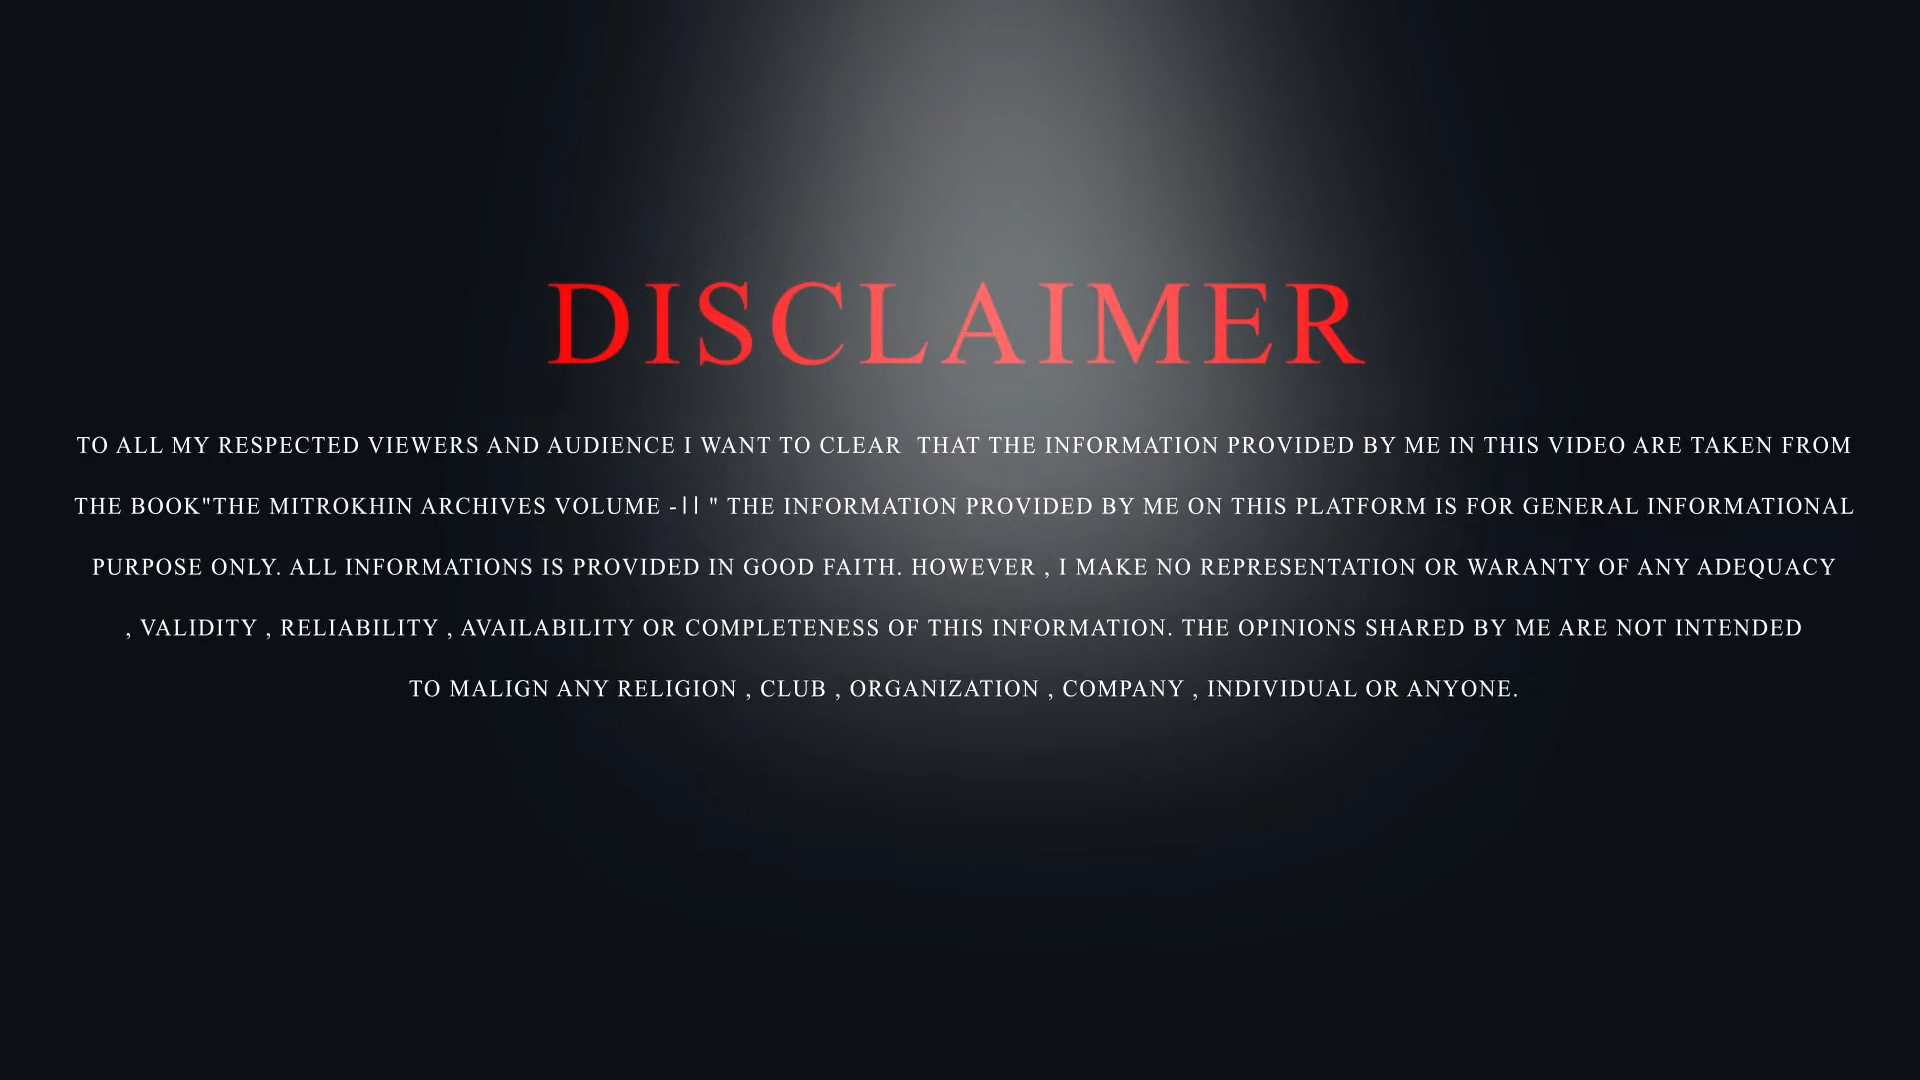 DISCLAIMER
TO ALL MY RESPECTED VIEWERS AND AUDIENCE I WANT TO CLEAR  THAT THE INFORMATION PROVIDED BY ME IN THIS VIDEO ARE TAKEN FROM
THE BOOK"THE MITROKHIN ARCHIVES VOLUME -ll " THE INFORMATION PROVIDED BY ME ON THIS PLATFORM IS FOR GENERAL INFORMATIONAL
PURPOSE ONLY. ALL INFORMATIONS IS PROVIDED IN GOOD FAITH. HOWEVER , I MAKE NO REPRESENTATION OR WARANTY OF ANY ADEQUACY
, VALIDITY , RELIABILITY , AVAILABILITY OR COMPLETENESS OF THIS INFORMATION. THE OPINIONS SHARED BY ME ARE NOT INTENDED
TO MALIGN ANY RELIGION , CLUB , ORGANIZATION , COMPANY , INDIVIDUAL OR ANYONE.